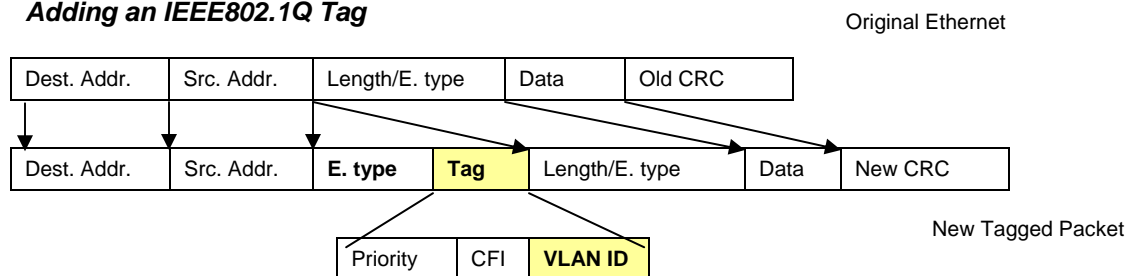 Adding an IEEE802.1Q Tag
Original Ethernet
Dest. Addr. Src. Addr. Length/E. type Data Old CRC
Dest. Addr. Src. Addr. E. type Tag Length/E. type Data New CRC
New Tagged Packet
Priority CFI VLAN ID